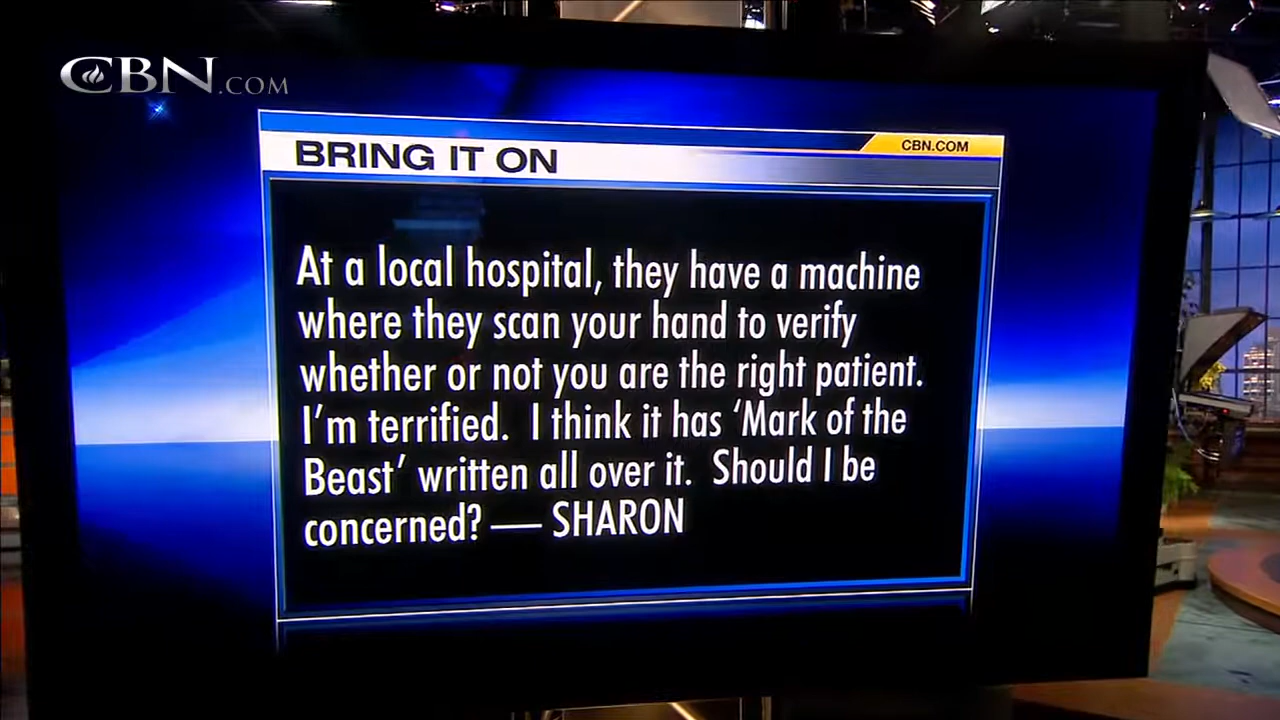 CBN.COM
BRING IT ON
CBN.COM
At a local hospital, they have a machine
where they scan your hand to verify
whether or not you are the right patient.
I'm terrified.  I think it has ‘Mark of the
Beast’ written all over it.  Should I be
concerned? — SHARON